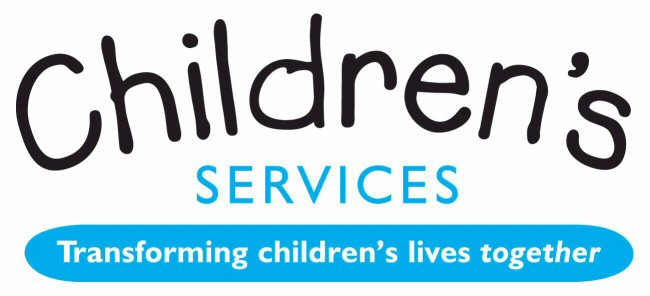 Children's
SERVICES
Transforming children's lives together